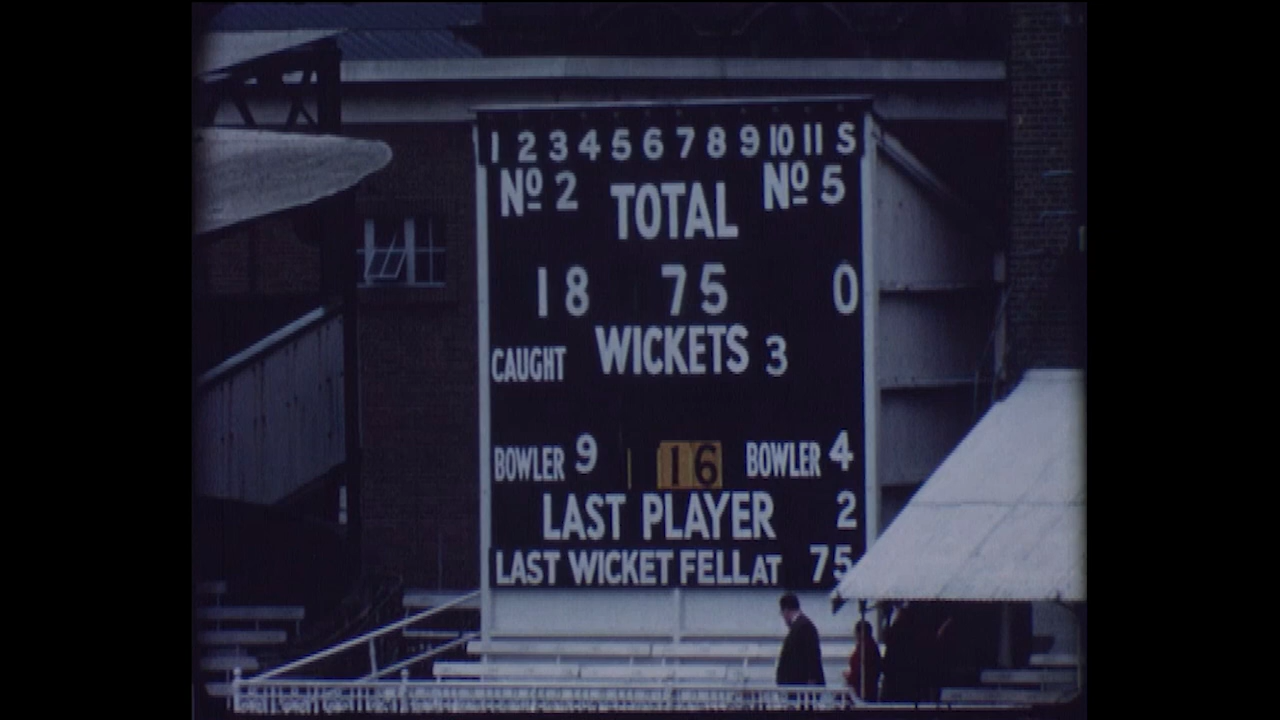 1 2 3 4 5 6 7 8 9 10 11 S
No 2 TOTAL No 5
18 75 0
CAUGHT WICKETS 3
BOWLER 9 16 BOWLER 4
LAST PLAYER 2
LAST WICKET FELL AT 75